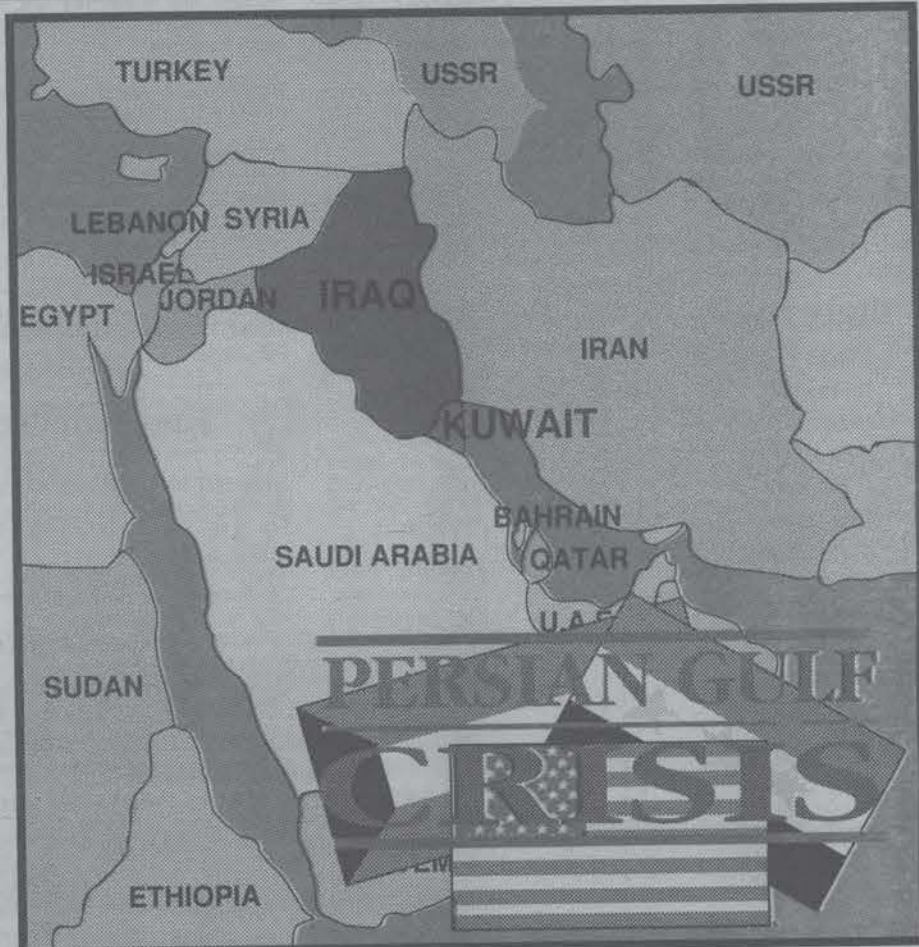 TURKEY
USSR
USSR
LEBANON
SYRIA
ISRAEL
JORDAN
IRAQ
EGYPT
IRAN
KUWAIT
BAHRAIN
SAUDI ARABIA
QATAR
U.A.E
PERSIAN GULF
SUDAN
CRISIS
ETHIOPIA